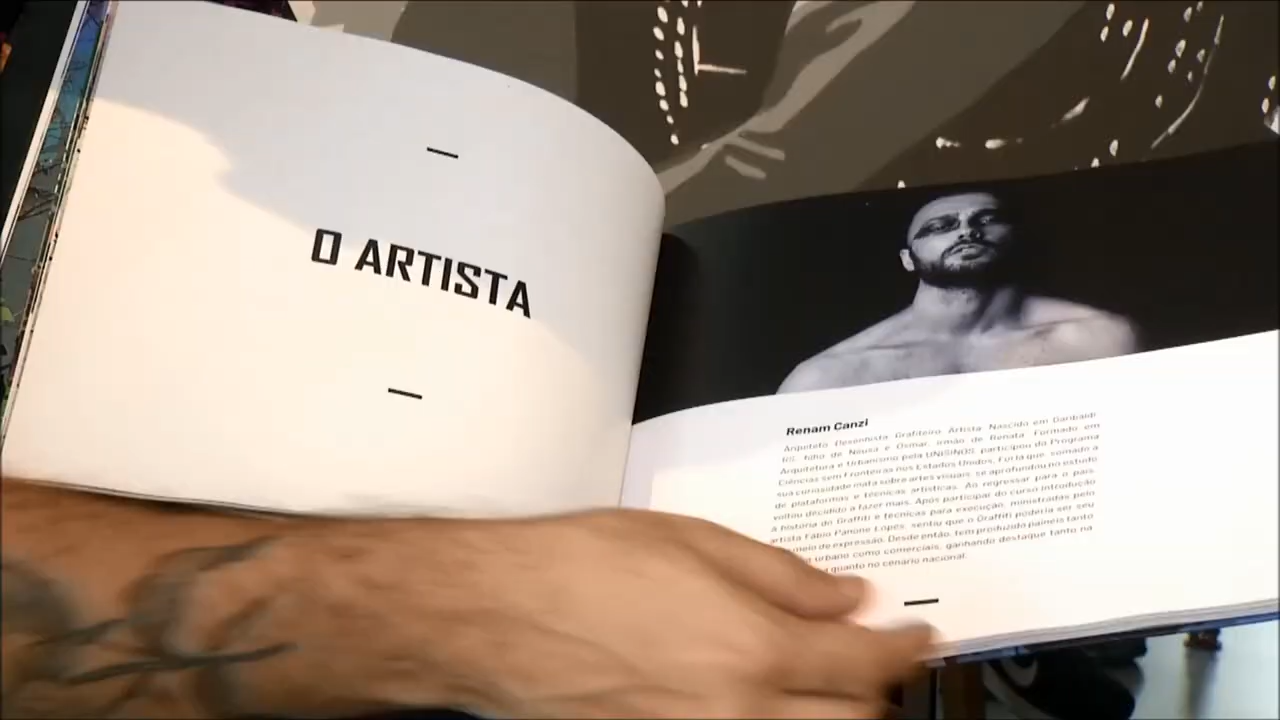 O ARTISTA
Renam Canzi
Arquiteto Desenhista Grafiteiro Artista Nascido em Garibaldi
RS, filho de Neusa e Osmar, irmão de Renata. Formado em
Arquitetura e Urbanismo pela UNISINOS, participou do Programa
Ciências sem Fronteiras nos Estados Unidos. Foi lá que, somado a
sua curiosidade inata sobre artes visuais, se aprofundou no estudo
de plataformas e técnicas artísticas. Ao regressar para o país,
voltou decidido a fazer mais. Após participar do curso introdução
a história do Graffiti e técnicas para execução, ministradas pelo
artista Fábio Panone Lopes, sentiu que o Graffiti poderia ser seu
meio de expressão. Desde então, tem produzido painéis tanto
urbano como comerciais, ganhando destaque tanto na
quanto no cenário nacional.